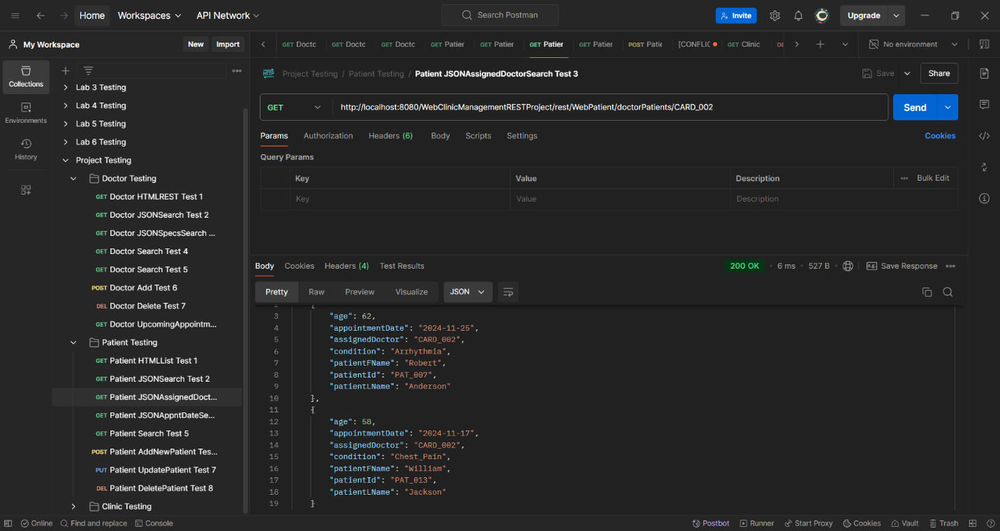 Home Workspaces API Network Search Postman Invite Upgrade
My Workspace New Import
GET Docto GET Docto GET Docto GET Patier GET Patier GET Patier GET Patier POST Patie [CONFLIC GET Clinic DE No environment
Collections
Environments
History
Lab 3 Testing
Lab 4 Testing
Lab 5 Testing
Lab 6 Testing
Project Testing
Doctor Testing
GET Doctor HTMLREST Test 1
GET Doctor JSONSearch Test 2
GET Doctor JSONSpecsSearch ...
GET Doctor Search Test 4
GET Doctor Search Test 5
POST Doctor Add Test 6
DEL Doctor Delete Test 7
GET Doctor UpcomingAppointm...
Patient Testing
GET Patient HTMLList Test 1
GET Patient JSONSearch Test 2
GET Patient JSONAssignedDoct...
GET Patient JSONAppntDateSe...
GET Patient Search Test 5
POST Patient AddNewPatient Tes...
PUT Patient UpdatePatient Test 7
DEL Patient DeletePatient Test 8
Clinic Testing
HTTP Project Testing / Patient Testing / Patient JSONAssignedDoctorSearch Test 3 Save Share
GET http://localhost:8080/WebClinicManagementRESTProject/rest/WebPatient/doctorPatients/CARD_002 Send
Params Authorization Headers (6) Body Scripts Settings Cookies
Query Params
Key Value Description Bulk Edit
Key Value Description
Body Cookies Headers (4) Test Results 200 OK • 6 ms • 527 B • e.g. Save Response
Pretty Raw Preview Visualize JSON
2 {
3 "age": 62,
4 "appointmentDate": "2024-11-25",
5 "assignedDoctor": "CARD_002",
6 "condition": "Arrhythmia",
7 "patientFName": "Robert",
8 "patientId": "PAT_007",
9 "patientLName": "Anderson"
10 },
11 {
12 "age": 58,
13 "appointmentDate": "2024-11-17",
14 "assignedDoctor": "CARD_002",
15 "condition": "Chest_Pain",
16 "patientFName": "William",
17 "patientId": "PAT_013",
18 "patientLName": "Jackson"
19 }
Online Find and replace Console Postbot Runner Start Proxy Cookies Vault Trash